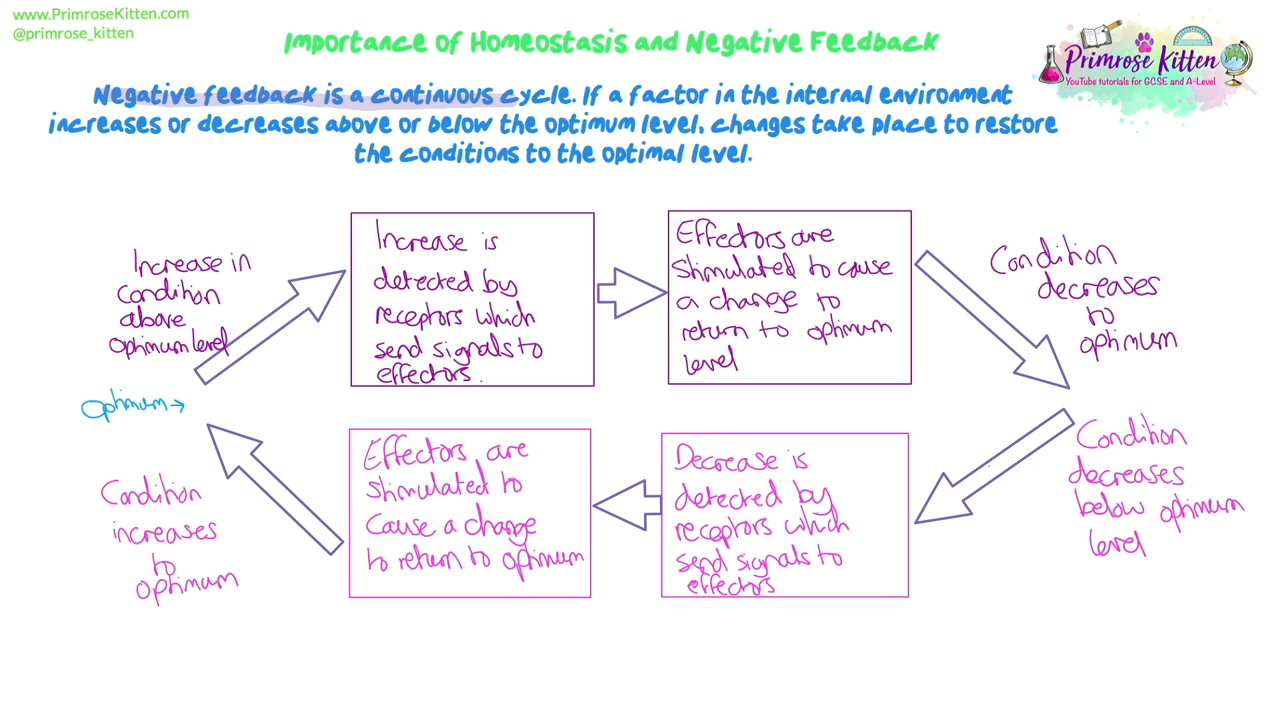 www.PrimroseKitten.com
@primrose_kitten
Importance of Homeostasis and Negative Feedback
Primrose Kitten
YouTube tutorials for GCSE and A-Level
Negative feedback is a continuous cycle. If a factor in the internal environment
increases or decreases above or below the optimum level, changes take place to restore
the conditions to the optimal level.
Increase in
condition
above
optimum level
Increase is
detected by
receptors which
send signals to
effectors.
Effectors are
stimulated to cause
a change to
return to optimum
level
Condition
decreases
to
optimum
Optimum →
Condition
decreases
below optimum
level
Decrease is
detected by
receptors which
send signals to
effectors
Effectors are
stimulated to
cause a change
to return to optimum
Condition
increases
to
optimum